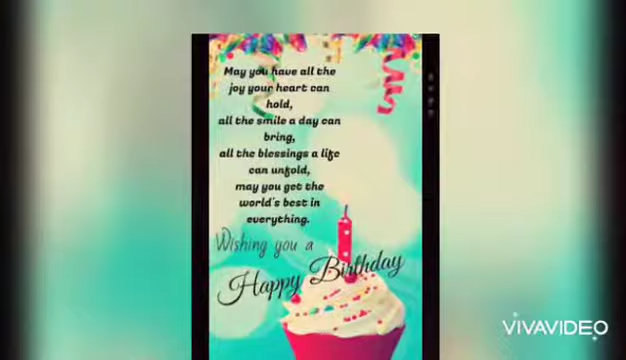 May you have all the
joy your heart can
hold,
all the smile a day can
bring,
all the blessings a life
can unfold,
may you get the
world's best in
everything.
Wishing you a
Happy Birthday
VIVAVIDEO